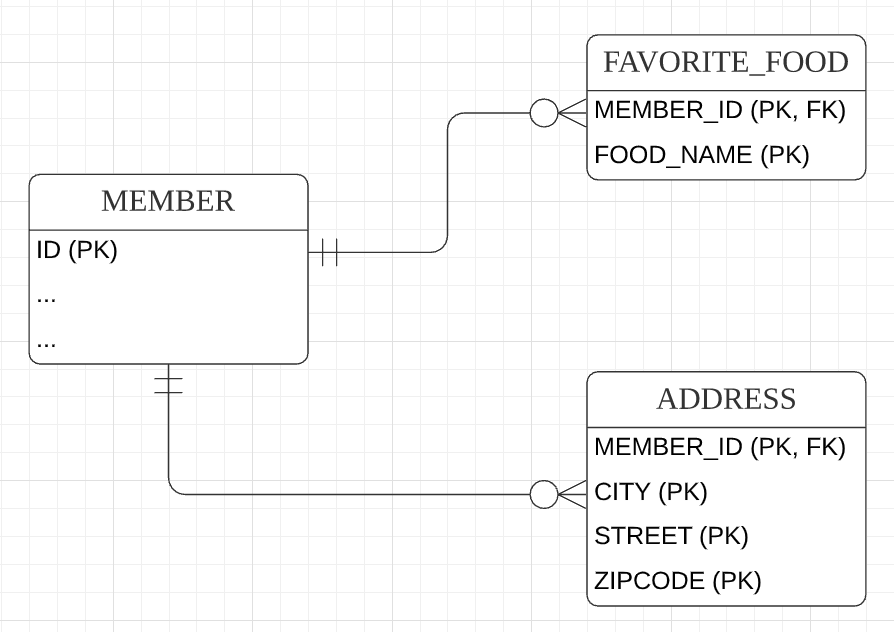 FAVORITE_FOOD
MEMBER_ID (PK, FK)
FOOD_NAME (PK)
MEMBER
ID (PK)
...
...
ADDRESS
MEMBER_ID (PK, FK)
CITY (PK)
STREET (PK)
ZIPCODE (PK)